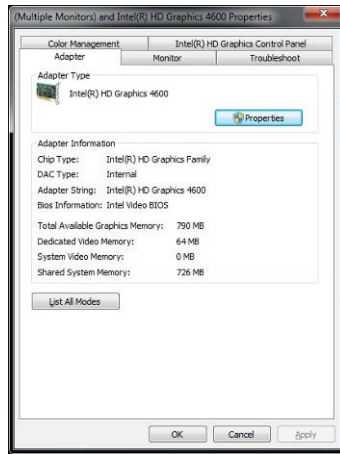 (Multiple Monitors) and Intel(R) HD Graphics 4600 Properties
Color Management
Intel(R) HD Graphics Control Panel
Adapter
Monitor
Troubleshoot
Adapter Type
Intel(R) HD Graphics 4600
Properties
Adapter Information
Chip Type: Intel(R) HD Graphics Family
DAC Type: Internal
Adapter String: Intel(R) HD Graphics 4600
Bios Information: Intel Video BIOS
Total Available Graphics Memory: 790 MB
Dedicated Video Memory: 64 MB
System Video Memory: 0 MB
Shared System Memory: 726 MB
List All Modes
OK
Cancel
Apply